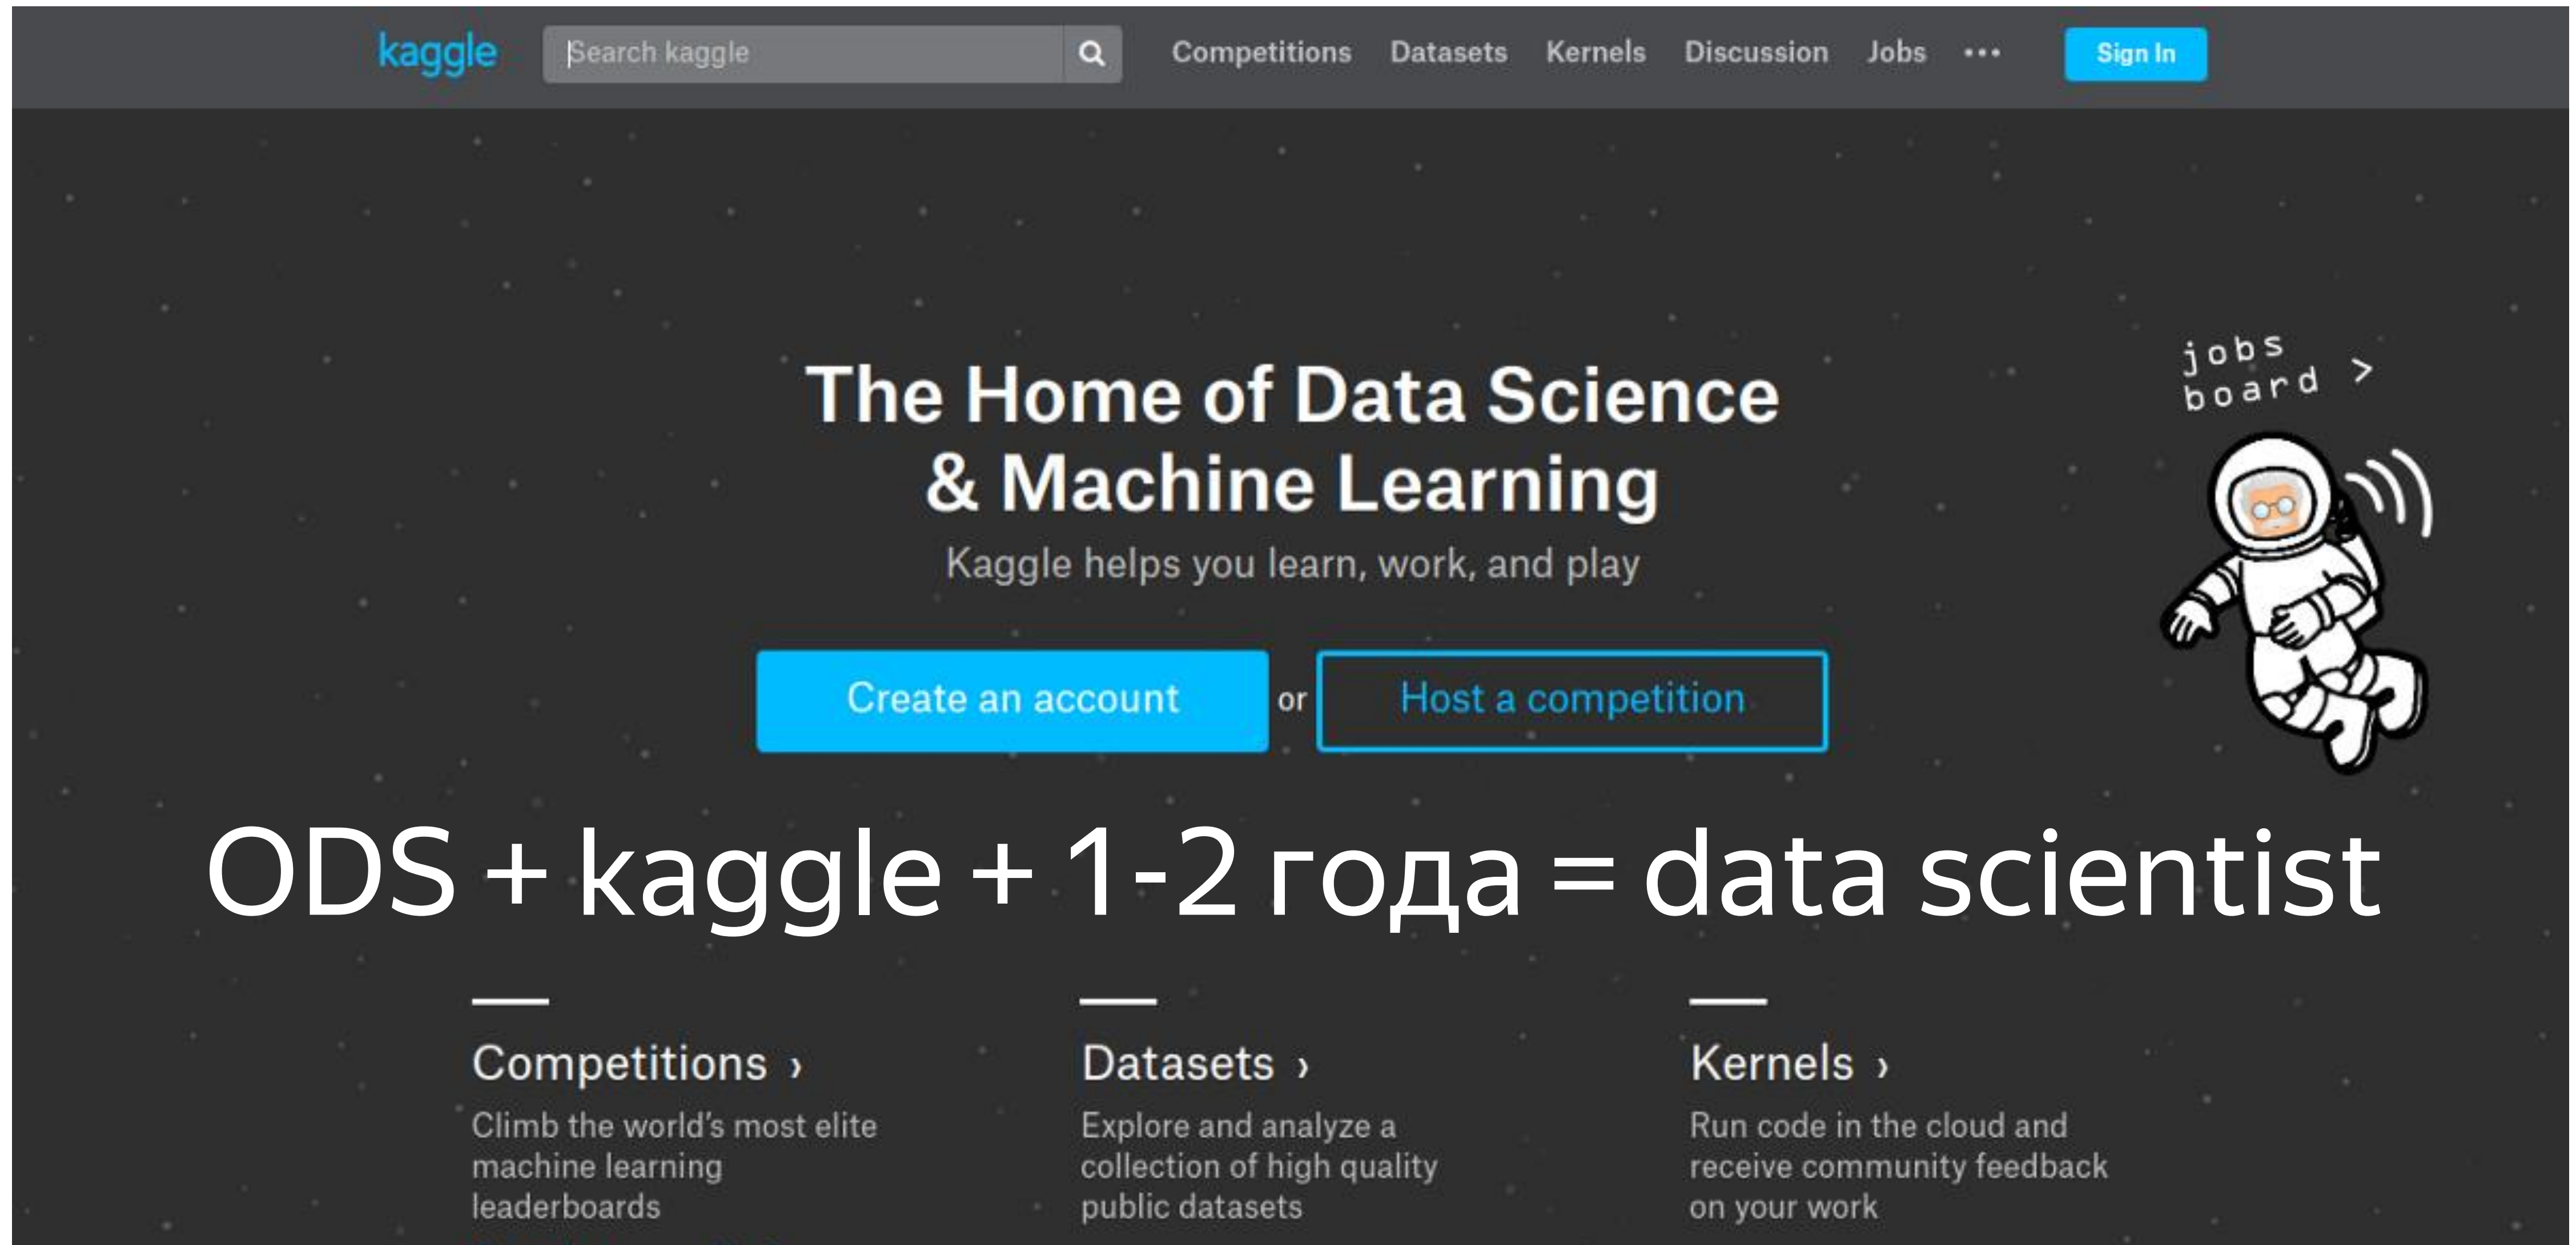 kaggle
Search kaggle
Competitions Datasets Kernels Discussion Jobs ••• Sign In
jobs
board >
The Home of Data Science
& Machine Learning
Kaggle helps you learn, work, and play
Create an account or Host a competition
ODS + kaggle + 1-2 года = data scientist
Competitions ›
Climb the world's most elite
machine learning
leaderboards
Datasets ›
Explore and analyze a
collection of high quality
public datasets
Kernels ›
Run code in the cloud and
receive community feedback
on your work